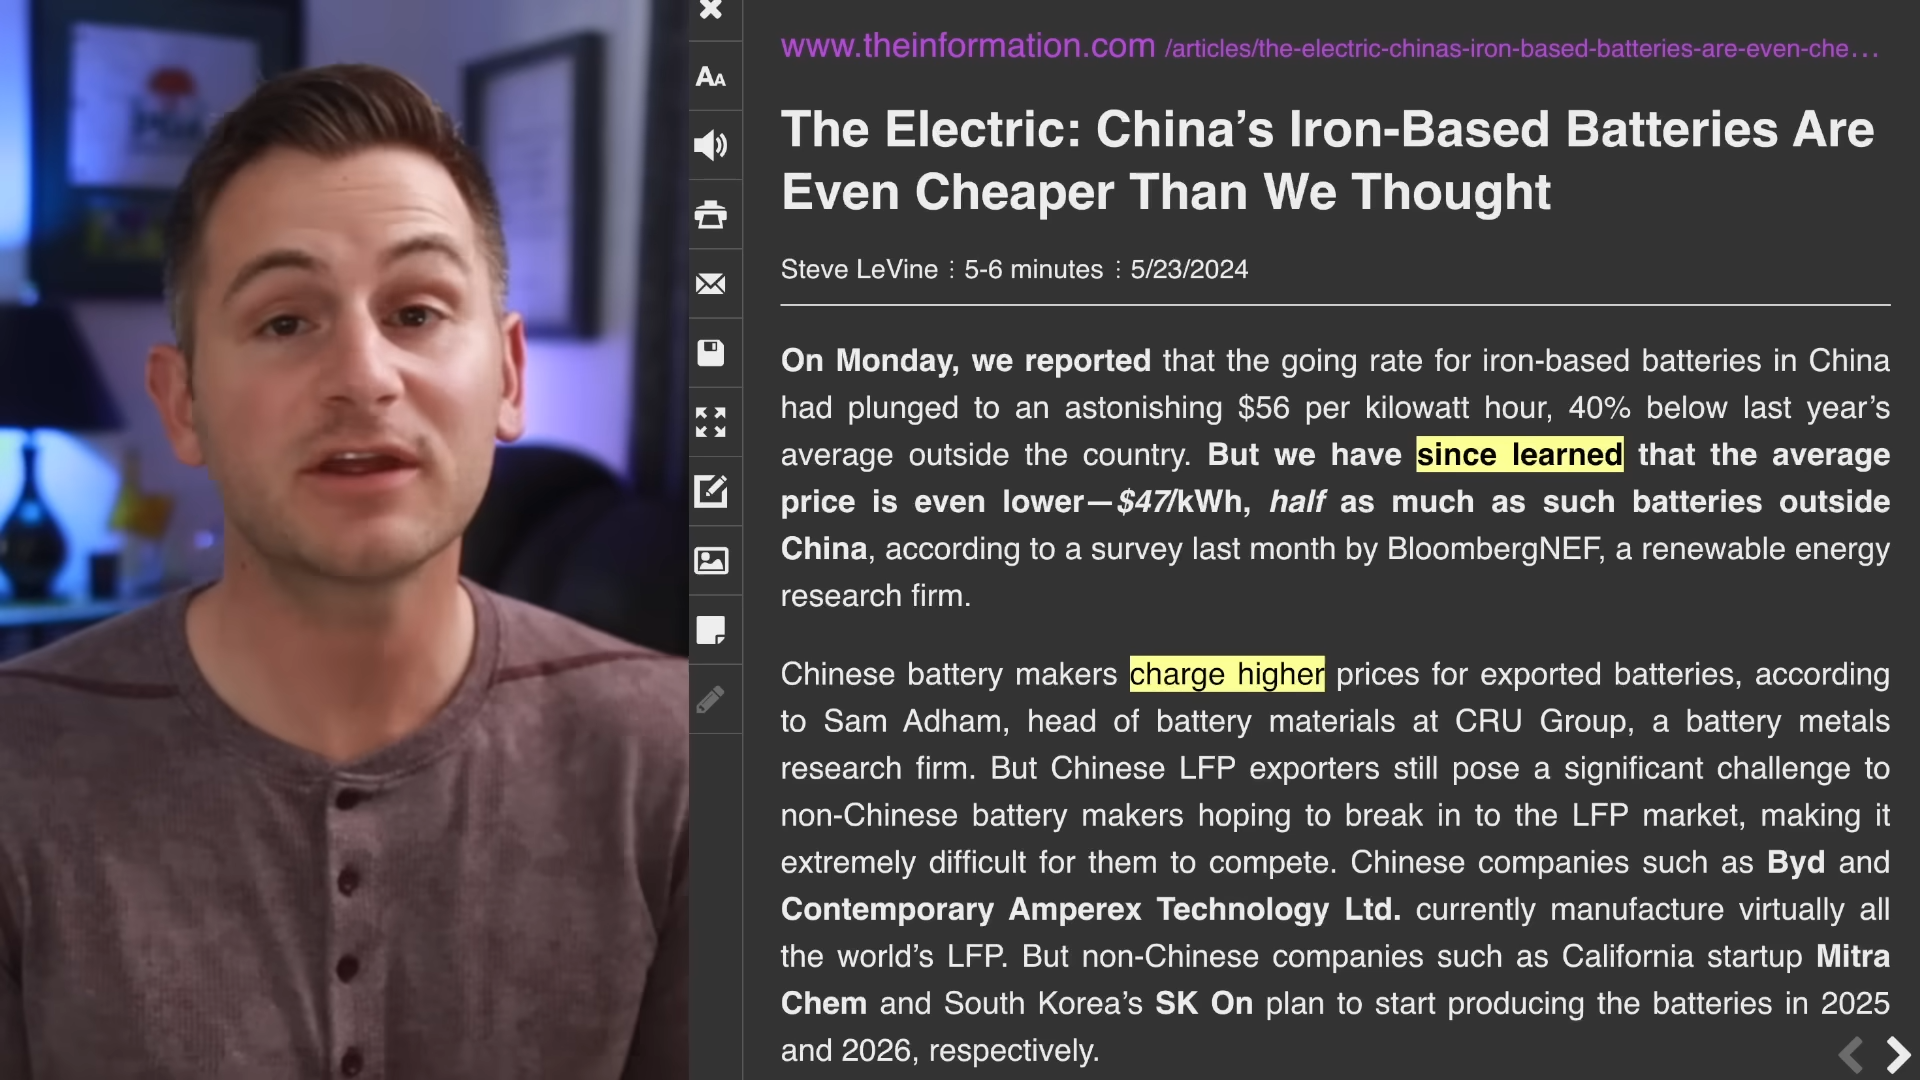 www.theinformation.com /articles/the-electric-chinas-iron-based-batteries-are-even-che…
The Electric: China’s Iron-Based Batteries Are
Even Cheaper Than We Thought
Steve LeVine ⋮ 5-6 minutes ⋮ 5/23/2024
On Monday, we reported that the going rate for iron-based batteries in China
had plunged to an astonishing $56 per kilowatt hour, 40% below last year’s
average outside the country. But we have since learned that the average
price is even lower—$47/kWh, half as much as such batteries outside
China, according to a survey last month by BloombergNEF, a renewable energy
research firm.
Chinese battery makers charge higher prices for exported batteries, according
to Sam Adham, head of battery materials at CRU Group, a battery metals
research firm. But Chinese LFP exporters still pose a significant challenge to
non-Chinese battery makers hoping to break in to the LFP market, making it
extremely difficult for them to compete. Chinese companies such as Byd and
Contemporary Amperex Technology Ltd. currently manufacture virtually all
the world’s LFP. But non-Chinese companies such as California startup Mitra
Chem and South Korea’s SK On plan to start producing the batteries in 2025
and 2026, respectively.